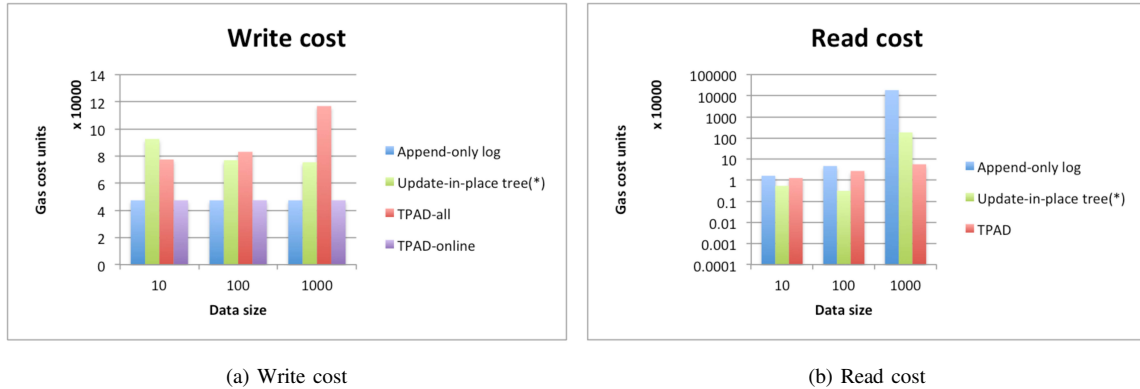 Write cost
Gas cost units
x 10000
14
12
10
8
6
4
2
0
10
100
1000
Data size
Append-only log
Update-in-place tree(*)
TPAD-all
TPAD-online
(a) Write cost
Read cost
Gas cost units
x 10000
100000
10000
1000
100
10
1
0.1
0.01
0.001
0.0001
10
100
1000
Data size
Append-only log
Update-in-place tree(*)
TPAD
(b) Read cost